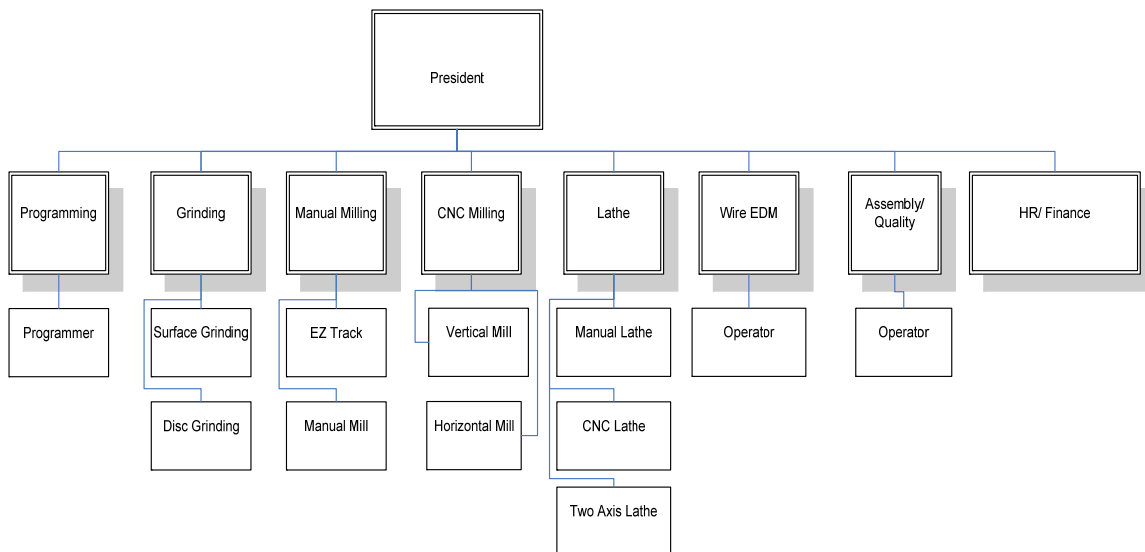 President
Programming
Grinding
Manual Milling
CNC Milling
Lathe
Wire EDM
Assembly/
Quality
HR/ Finance
Programmer
Surface Grinding
EZ Track
Vertical Mill
Manual Lathe
Operator
Operator
Disc Grinding
Manual Mill
Horizontal Mill
CNC Lathe
Two Axis Lathe